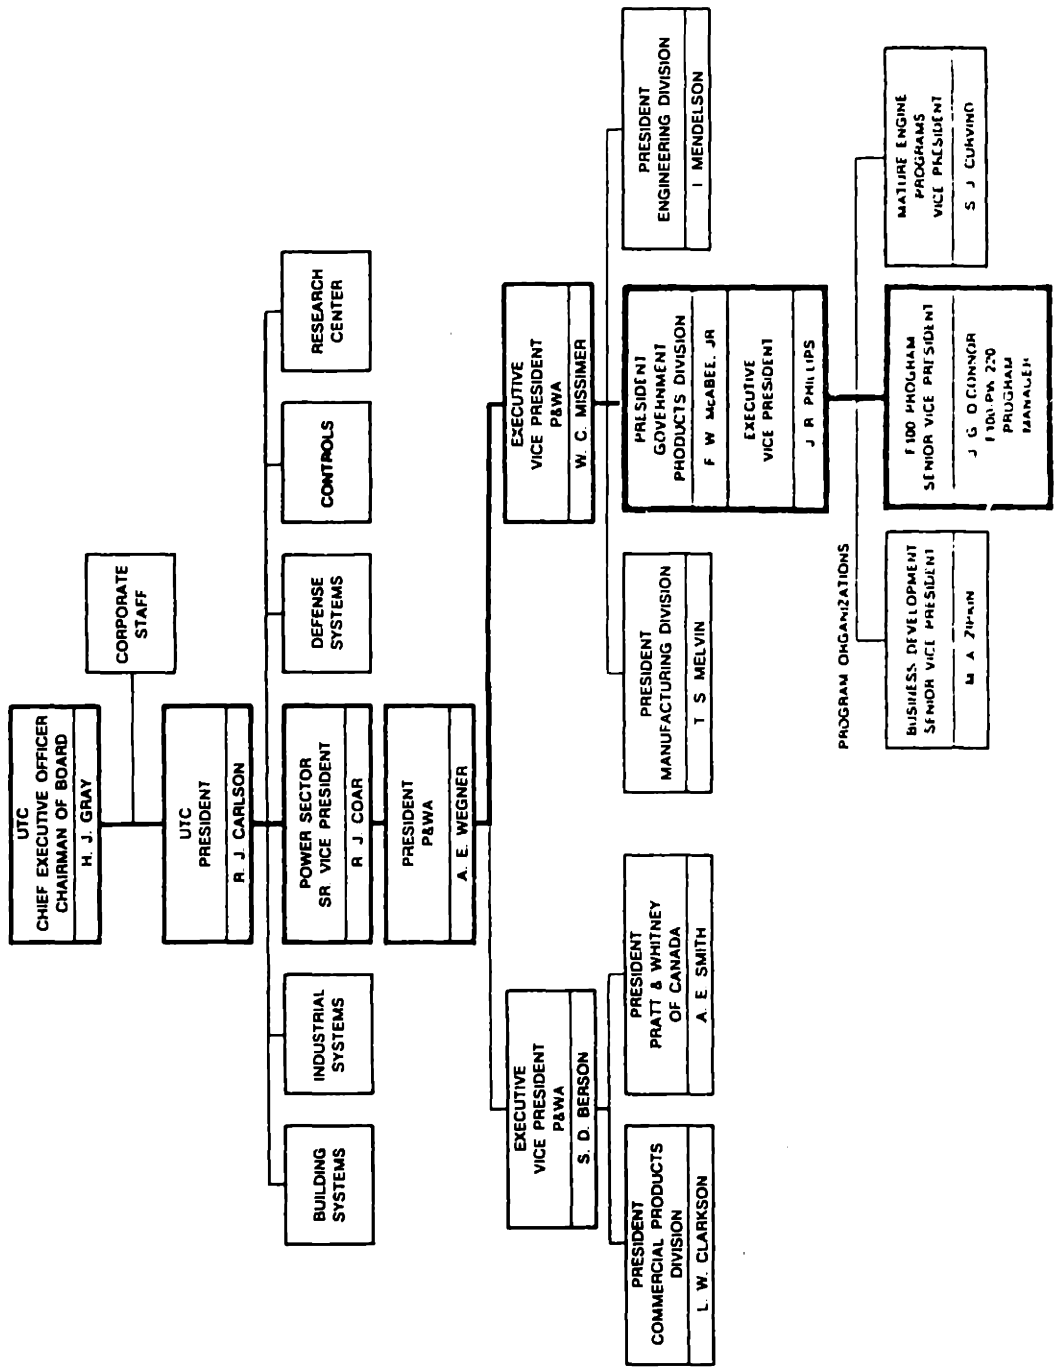 UTC
CHIEF EXECUTIVE OFFICER
CHAIRMAN OF BOARD
H. J. GRAY
CORPORATE
STAFF
UTC
PRESIDENT
R. J. CARLSON
BUILDING
SYSTEMS
INDUSTRIAL
SYSTEMS
POWER SECTOR
SR VICE PRESIDENT
R J. COAR
DEFENSE
SYSTEMS
CONTROLS
RESEARCH
CENTER
PRESIDENT
P&WA
A. E. WEGNER
EXECUTIVE
VICE PRESIDENT
P&WA
S. D. BERSON
EXECUTIVE
VICE PRESIDENT
P&WA
W. C. MISSIMER
PRESIDENT
COMMERCIAL PRODUCTS
DIVISION
L. W. CLARKSON
PRESIDENT
PRATT & WHITNEY
OF CANADA
A. E. SMITH
PRESIDENT
MANUFACTURING DIVISION
T S MELVIN
PRESIDENT
GOVERNMENT
PRODUCTS DIVISION
F W McABEE, JR
EXECUTIVE
VICE PRESIDENT
J R PHILLIPS
PRESIDENT
ENGINEERING DIVISION
I MENDELSON
PROGRAM ORGANIZATIONS
BUSINESS DEVELOPMENT
SENIOR VICE PRESIDENT
M A ZIPKIN
F100 PROGRAM
SENIOR VICE PRESIDENT
J G O'CONNOR
F100-PW 220
PROGRAM
MANAGER
MATURE ENGINE
PROGRAMS
VICE PRESIDENT
S J